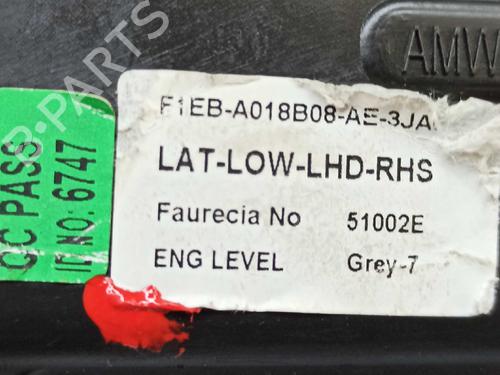 B-PARTS
AMW
QC PASS
ID NO: 6747
F1EB-A018B08-AE-3JA
LAT-LOW-LHD-RHS
Faurecia No 51002E
ENG LEVEL Grey-7